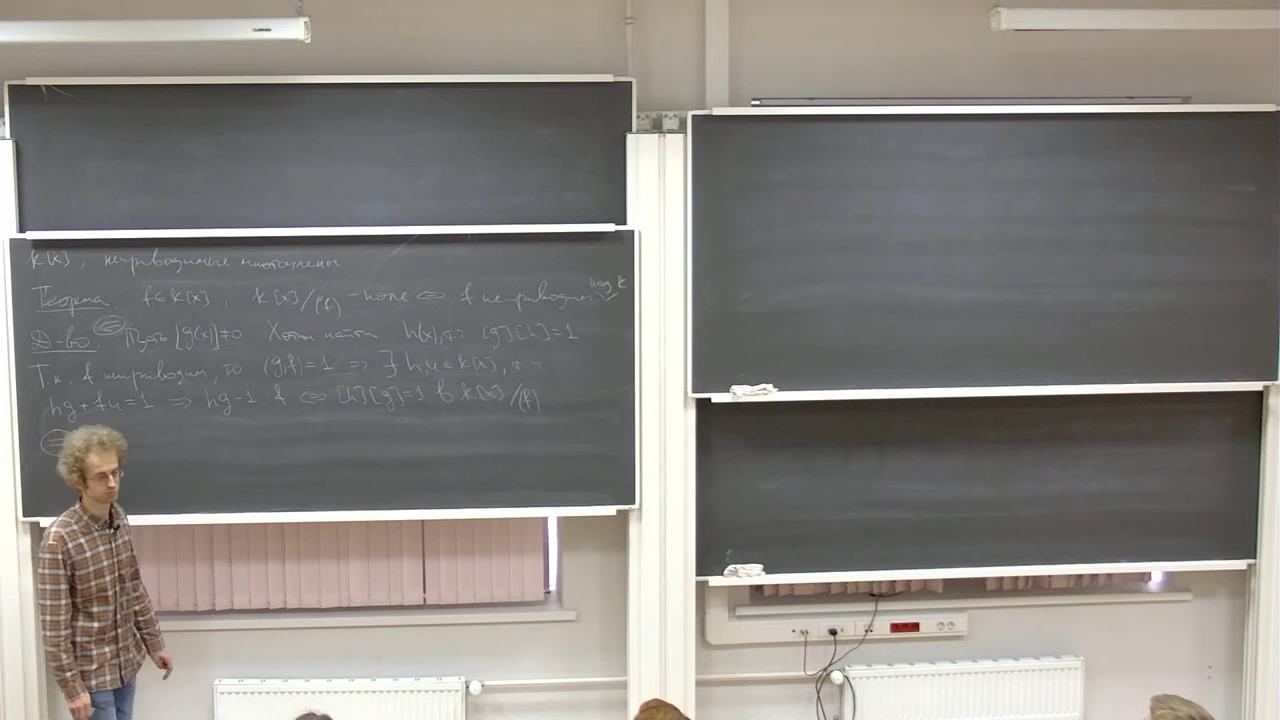 k[x], неприводимые многочлены
Теорема f∈k[x], k[x]/(f) - поле ⇔ f неприводим над k
Д-во. ⇐ Пусть [g(x)]≠0 Хотим найти h(x), т.ч [g][h]=1
Т.к. f неприводим, то (g,f)=1 ⇒ ∃ h,u∈k[x], т.ч
hg+fu=1 ⇒ hg-1 f ⇔ [h][g]=1 в k[x]/(f)